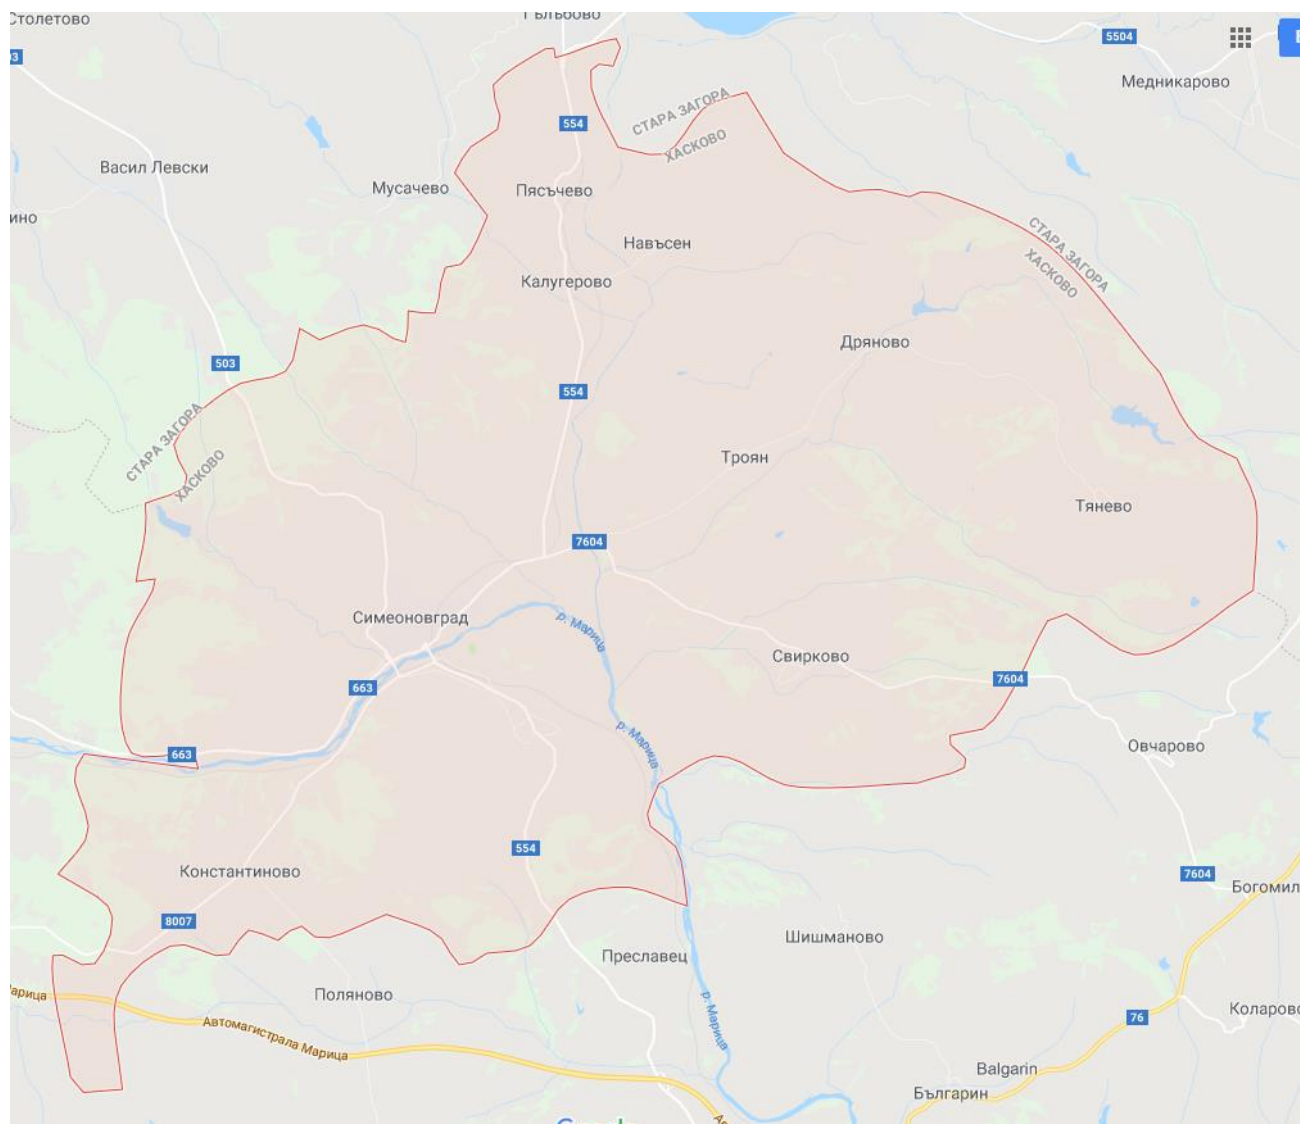 Столетово
Гълъбово
5504
Медникарово
554
СТАРА ЗАГОРА
ХАСКОВО
Васил Левски
Мусачево
Пясъчево
Навъсен
СТАРА ЗАГОРА
ХАСКОВО
Калугерово
Дряново
503
554
СТАРА ЗАГОРА
ХАСКОВО
Троян
Тянево
7604
Симеоновград
р. Марица
Свирково
7604
663
р. Марица
663
Овчарово
554
Константиново
7604
8007
Шишманово
Преславец
Поляново
р. Марица
76
Автомагистрала Марица
Balgarin
Българин